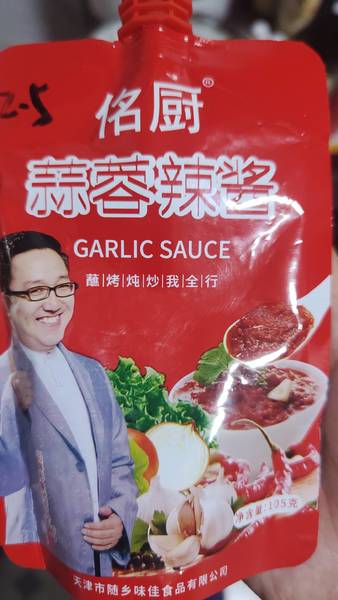 2.5
佲厨®
蒜蓉辣酱
GARLIC SAUCE
蘸|烤|炖|炒|我|全|行
净含量:105克
天津市随乡味佳食品有限公司